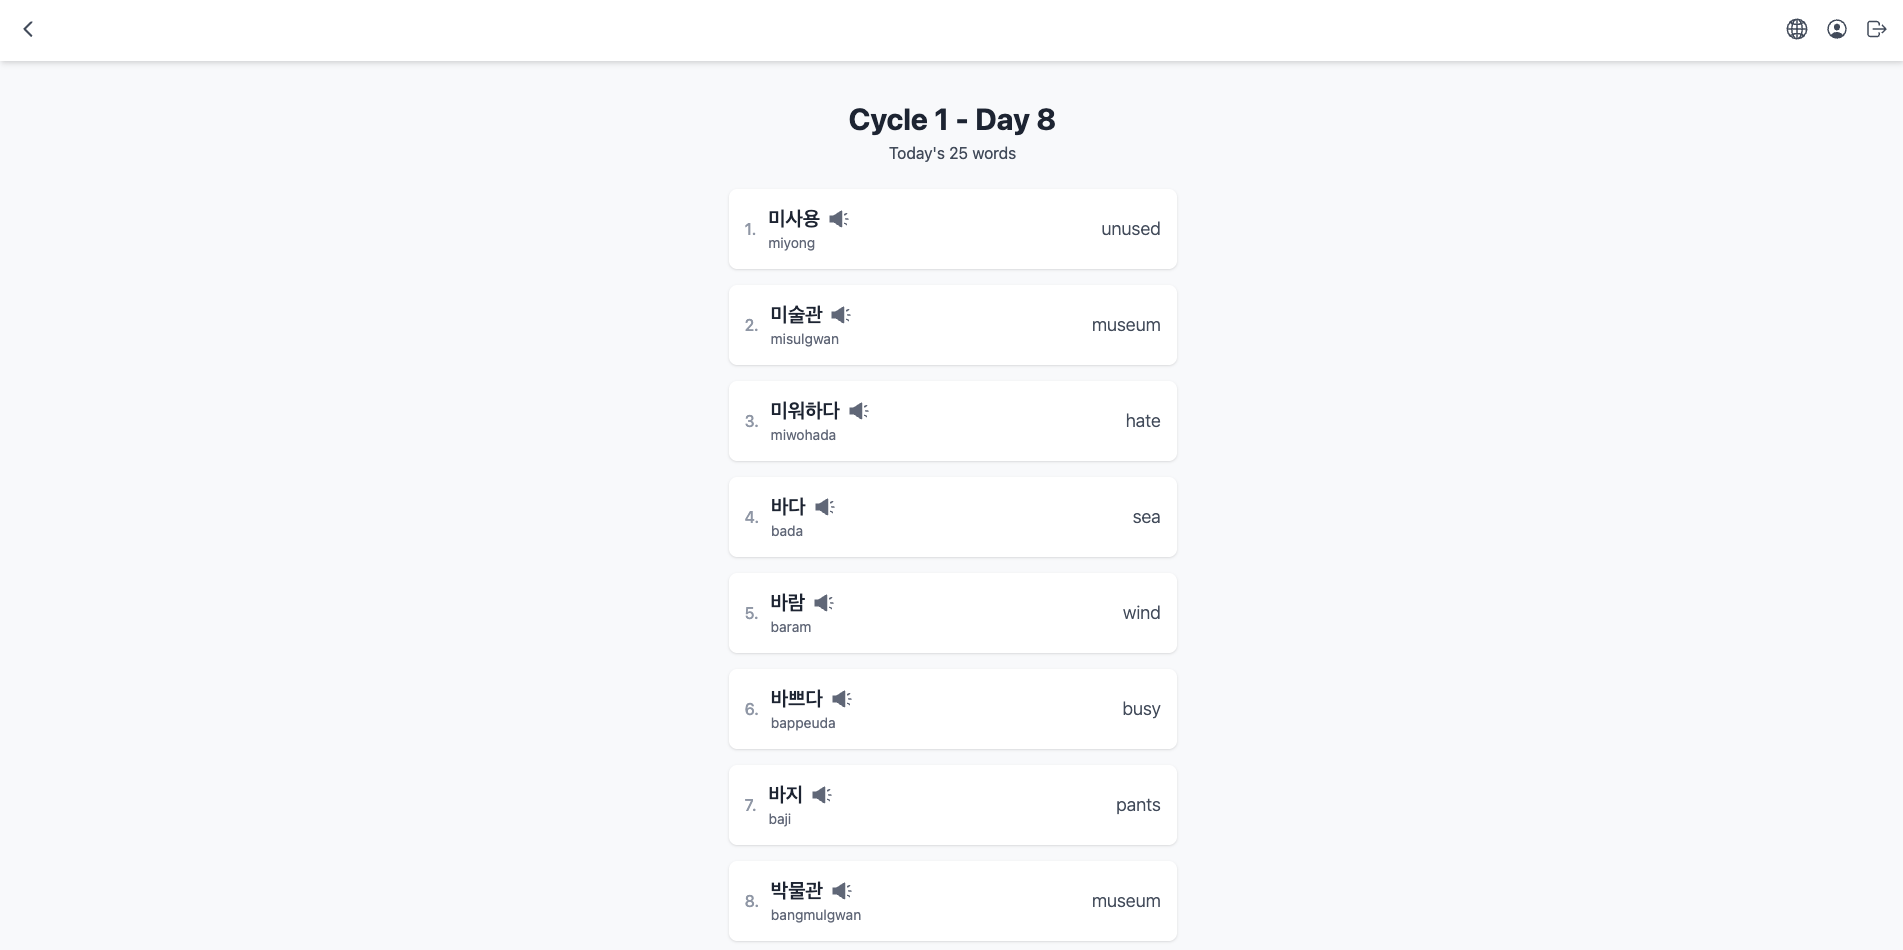 Cycle 1 - Day 8
Today's 25 words
1. 미사용
miyong
unused
2. 미술관
misulgwan
museum
3. 미워하다
miwohada
hate
4. 바다
bada
sea
5. 바람
baram
wind
6. 바쁘다
bappeuda
busy
7. 바지
baji
pants
8. 박물관
bangmulgwan
museum